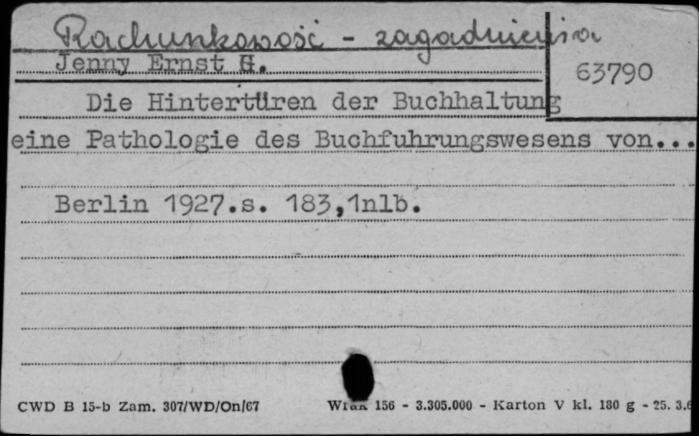 Rachunkowość - zagadnienia
Jenny Ernst H.
63790
Die Hintertüren der Buchhaltung
eine Pathologie des Buchfuhrungswesens von...
Berlin 1927.s. 183,1nlb.
CWD B 15-b Zam. 307/WD/On/67
156 - 3.305.000 - Karton V kl. 180 g - 25. 3.6